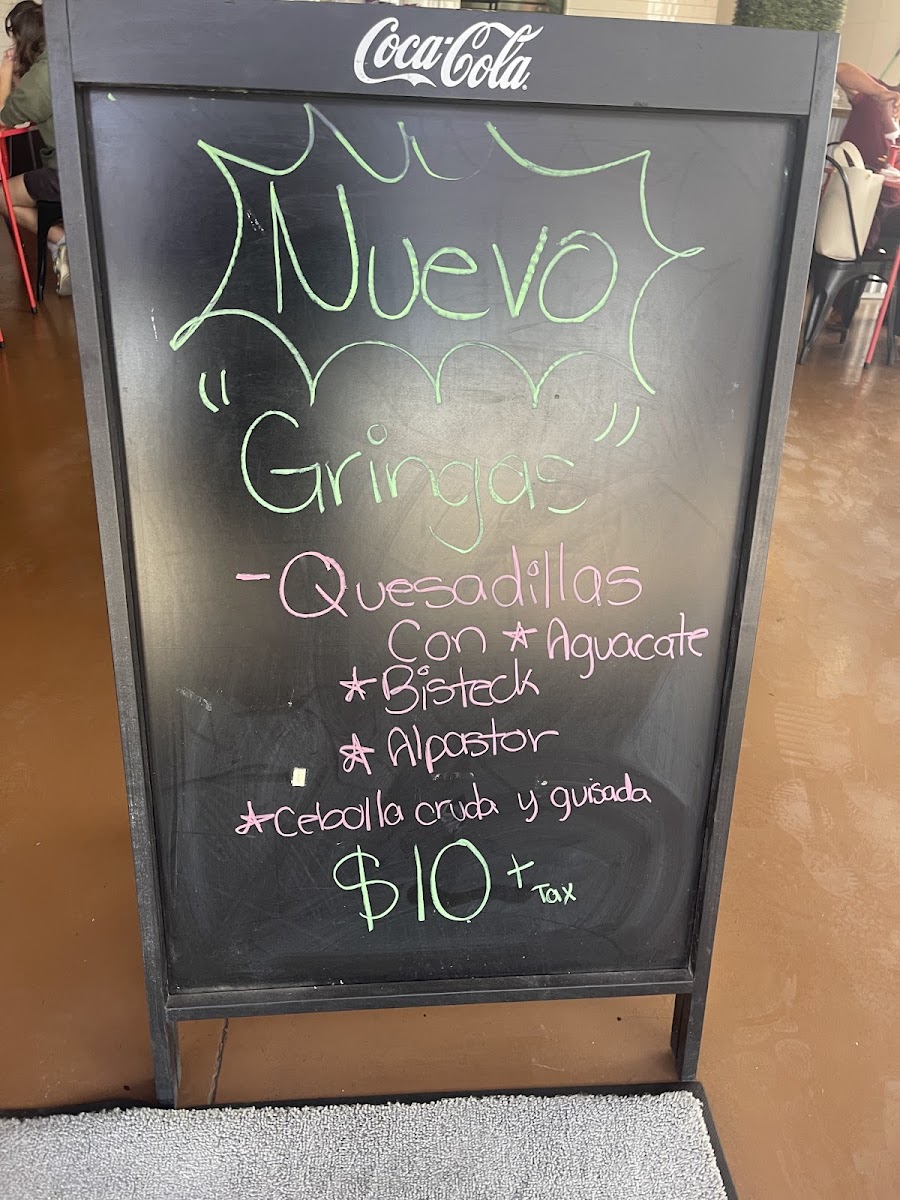 Coca-Cola
Nuevo
"Gringas"
- Quesadillas
Con * Aguacate
* Bisteck
* Alpastor
* Cebolla cruda y guisada
$10 + Tax